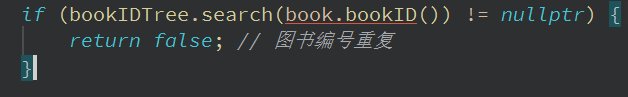 if (bookIDTree.search(book.bookID()) != nullptr) {
    return false; // 图书编号重复
}